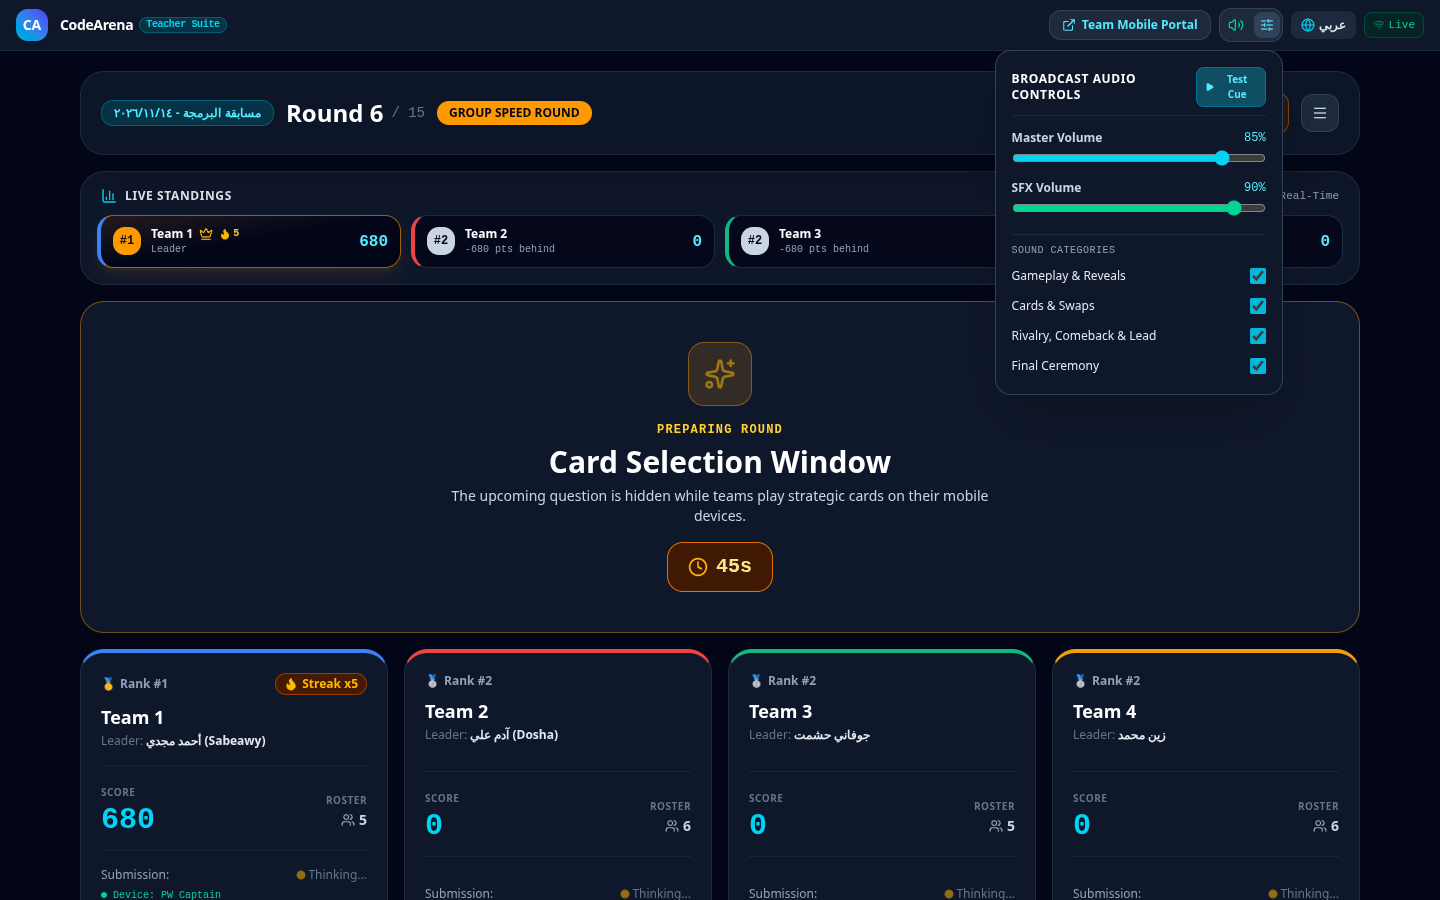 CA CodeArena Teacher Suite Team Mobile Portal عربي Live
مسابقة البرمجة - ٢٠٢٦/١١/١٤ Round 6 / 15 GROUP SPEED ROUND
BROADCAST AUDIO CONTROLS
Test Cue
Master Volume 85%
SFX Volume 90%
SOUND CATEGORIES
Gameplay & Reveals
Cards & Swaps
Rivalry, Comeback & Lead
Final Ceremony
LIVE STANDINGS Real-Time
#1 Team 1 5 680
Leader
#2 Team 2 0
-680 pts behind
#2 Team 3
-680 pts behind
0
PREPARING ROUND
Card Selection Window
The upcoming question is hidden while teams play strategic cards on their mobile
devices.
45s
Rank #1 Streak x5
Team 1
Leader: أحمد مجدي (Sabeawy)
SCORE ROSTER
680 5
Submission: Thinking...
Device: PW Captain
Rank #2
Team 2
Leader: آدم علي (Dosha)
SCORE ROSTER
0 6
Submission: Thinking...
Rank #2
Team 3
Leader: جوفاني حشمت
SCORE ROSTER
0 5
Submission: Thinking...
Rank #2
Team 4
Leader: زين محمد
SCORE ROSTER
0 6
Submission: Thinking...